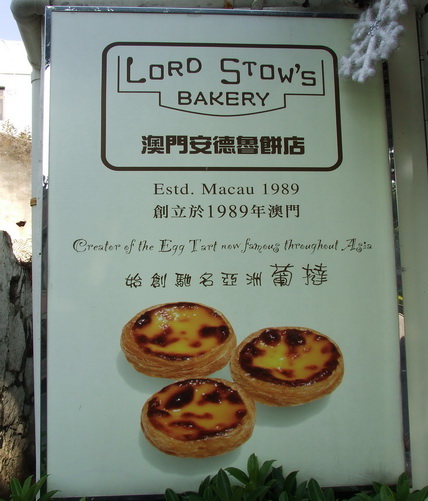 LORD STOW'S
BAKERY
澳門安德魯餅店
Estd. Macau 1989
創立於1989年澳門
Creator of the Egg Tart now famous throughout Asia
始創馳名亞洲葡撻